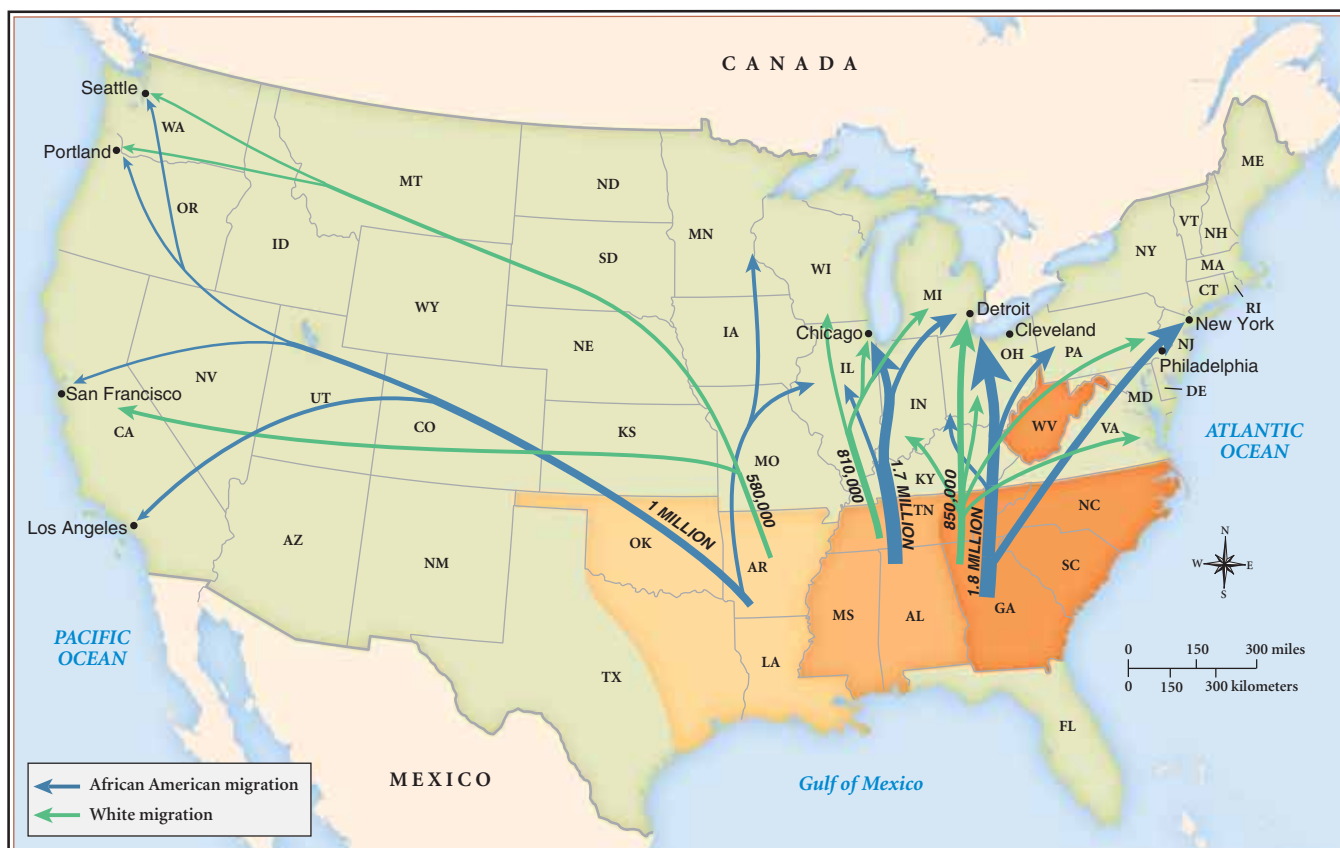 CANADA
Seattle
WA
Portland
OR
MT
ND
MN
ID
SD
WI
MI
WY
IA
NE
NV
UT
CO
KS
MO
IL
IN
OH
PA
NY
ME
VT
NH
MA
CT
RI
NJ
DE
MD
WV
VA
KY
TN
NC
SC
GA
AL
MS
AR
OK
LA
TX
NM
AZ
CA
FL
San Francisco
Los Angeles
Chicago
Detroit
Cleveland
New York
Philadelphia
1 MILLION
580,000
810,000
1.7 MILLION
850,000
1.8 MILLION
PACIFIC
OCEAN
ATLANTIC
OCEAN
N
W E
S
0 150 300 miles
0 150 300 kilometers
MEXICO
Gulf of Mexico
African American migration
White migration